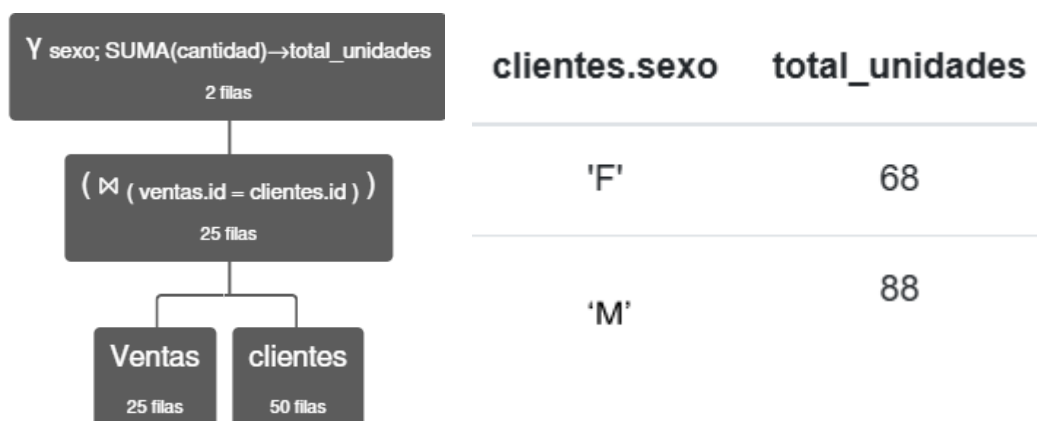 γ sexo; SUMA(cantidad)→total_unidades
2 filas
( ⋈ ( ventas.id = clientes.id ) )
25 filas
Ventas
25 filas
clientes
50 filas
clientes.sexo total_unidades
'F' 68
‘M’ 88